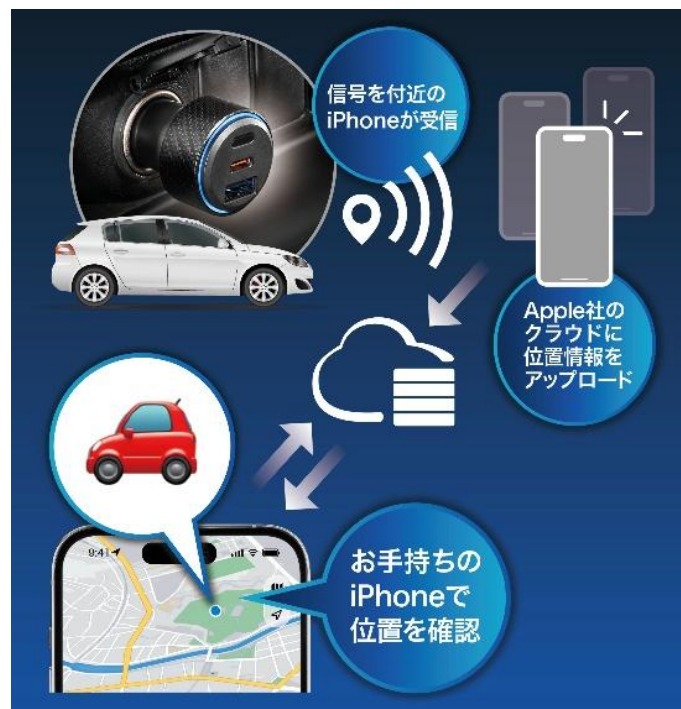 信号を付近の
iPhoneが受信
Apple社の
クラウドに
位置情報を
アップロード
9:41
お手持ちの
iPhoneで
位置を確認